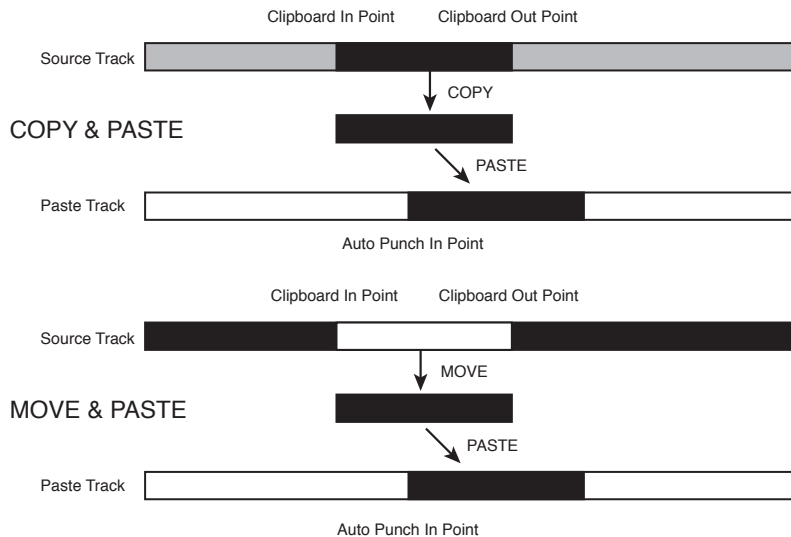 Clipboard In Point Clipboard Out Point
Source Track
COPY
COPY & PASTE
PASTE
Paste Track
Auto Punch In Point
Clipboard In Point Clipboard Out Point
Source Track
MOVE
MOVE & PASTE
PASTE
Paste Track
Auto Punch In Point